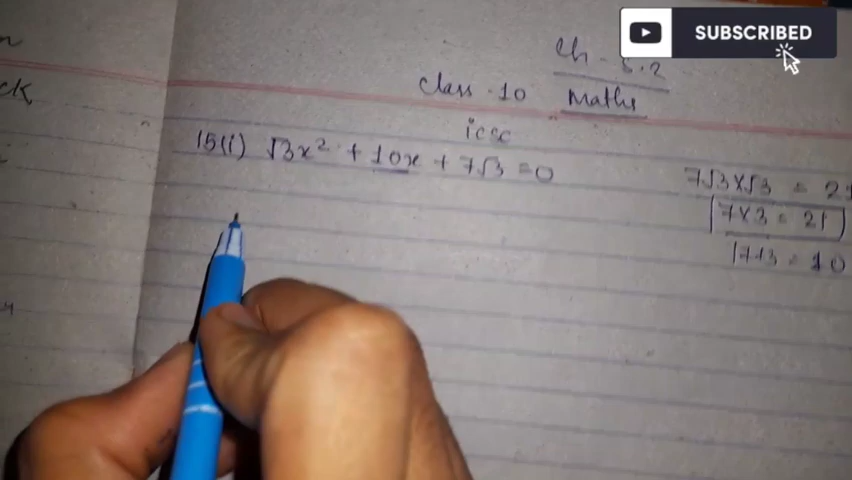 SUBSCRIBED
Ch - 5.2
Class - 10 Maths
icse
15(i) √3x² + 10x + 7√3 = 0
7√3×√3 = 21
7×3 = 21
7+3 = 10